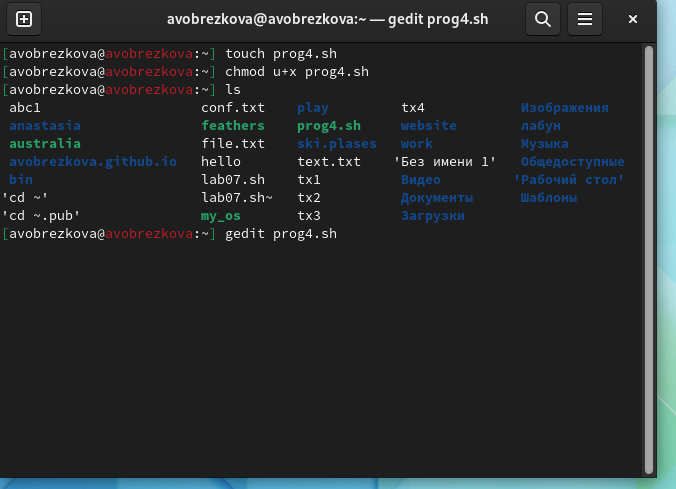 avobrezkova@avobrezkova:~ — gedit prog4.sh
[avobrezkova@avobrezkova:~] touch prog4.sh
[avobrezkova@avobrezkova:~] chmod u+x prog4.sh
[avobrezkova@avobrezkova:~] ls
abc1 conf.txt play tx4 Изображения
anastasia feathers prog4.sh website лабун
australia file.txt ski.plases work Музыка
avobrezkova.github.io hello text.txt 'Без имени 1' Общедоступные
bin lab07.sh tx1 Видео 'Рабочий стол'
'cd ~' lab07.sh~ tx2 Документы Шаблоны
'cd ~.pub' my_os tx3 Загрузки
[avobrezkova@avobrezkova:~] gedit prog4.sh